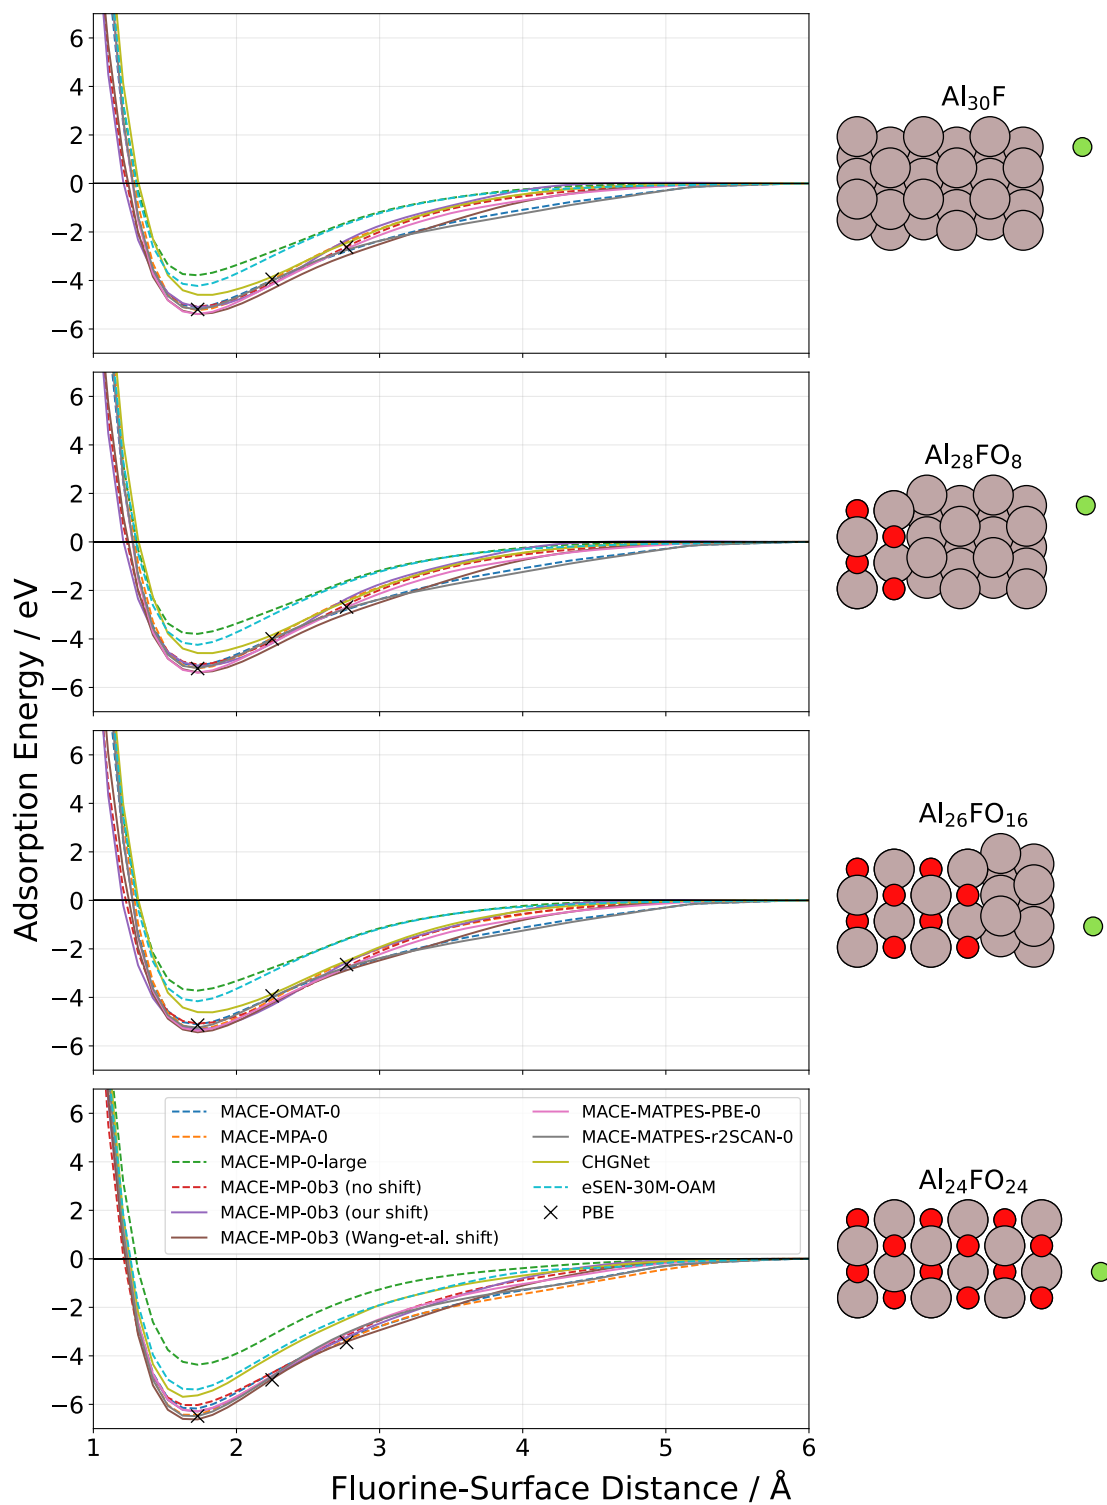 Al₃₀F
6
4
2
0
−2
−4
−6
Al₂₈FO₈
6
4
2
0
−2
−4
−6
Al₂₆FO₁₆
6
4
2
0
−2
−4
−6
Al₂₄FO₂₄
6
4
2
0
−2
−4
−6
MACE-OMAT-0
MACE-MPA-0
MACE-MP-0-large
MACE-MP-0b3 (no shift)
MACE-MP-0b3 (our shift)
MACE-MP-0b3 (Wang-et-al. shift)
MACE-MATPES-PBE-0
MACE-MATPES-r2SCAN-0
CHGNet
eSEN-30M-OAM
PBE
1 2 3 4 5 6
Adsorption Energy / eV
Fluorine-Surface Distance / Å